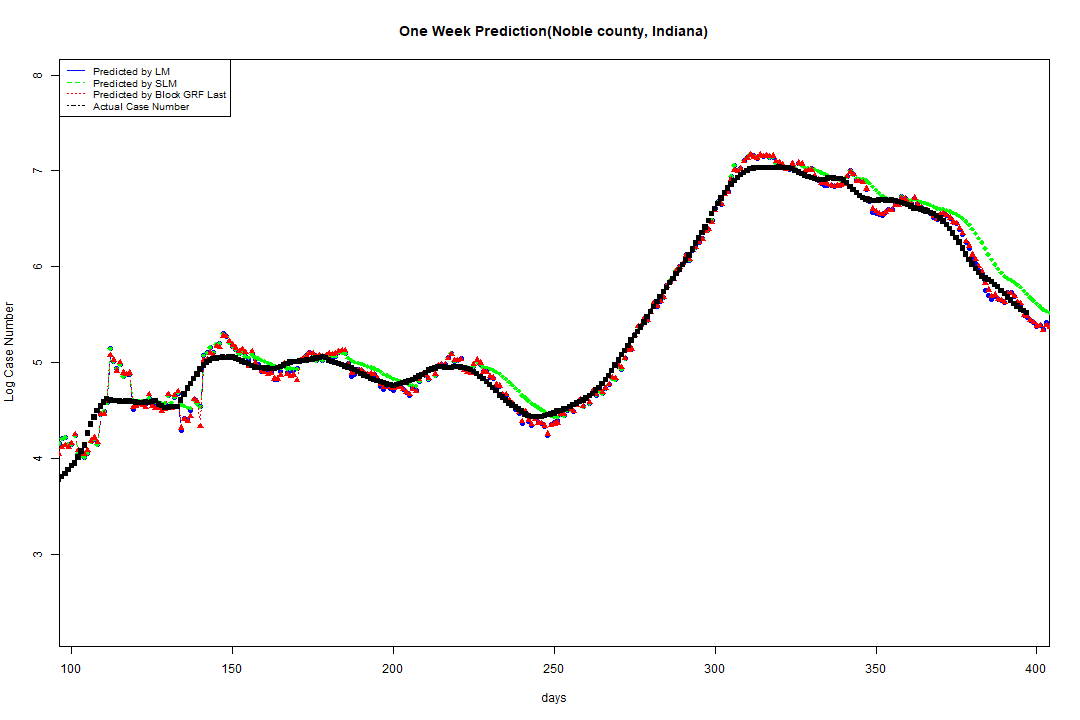 One Week Prediction(Noble county, Indiana)
Predicted by LM
Predicted by SLM
Predicted by Block GRF Last
Actual Case Number
8
7
6
5
4
3
Log Case Number
100 150 200 250 300 350 400
days